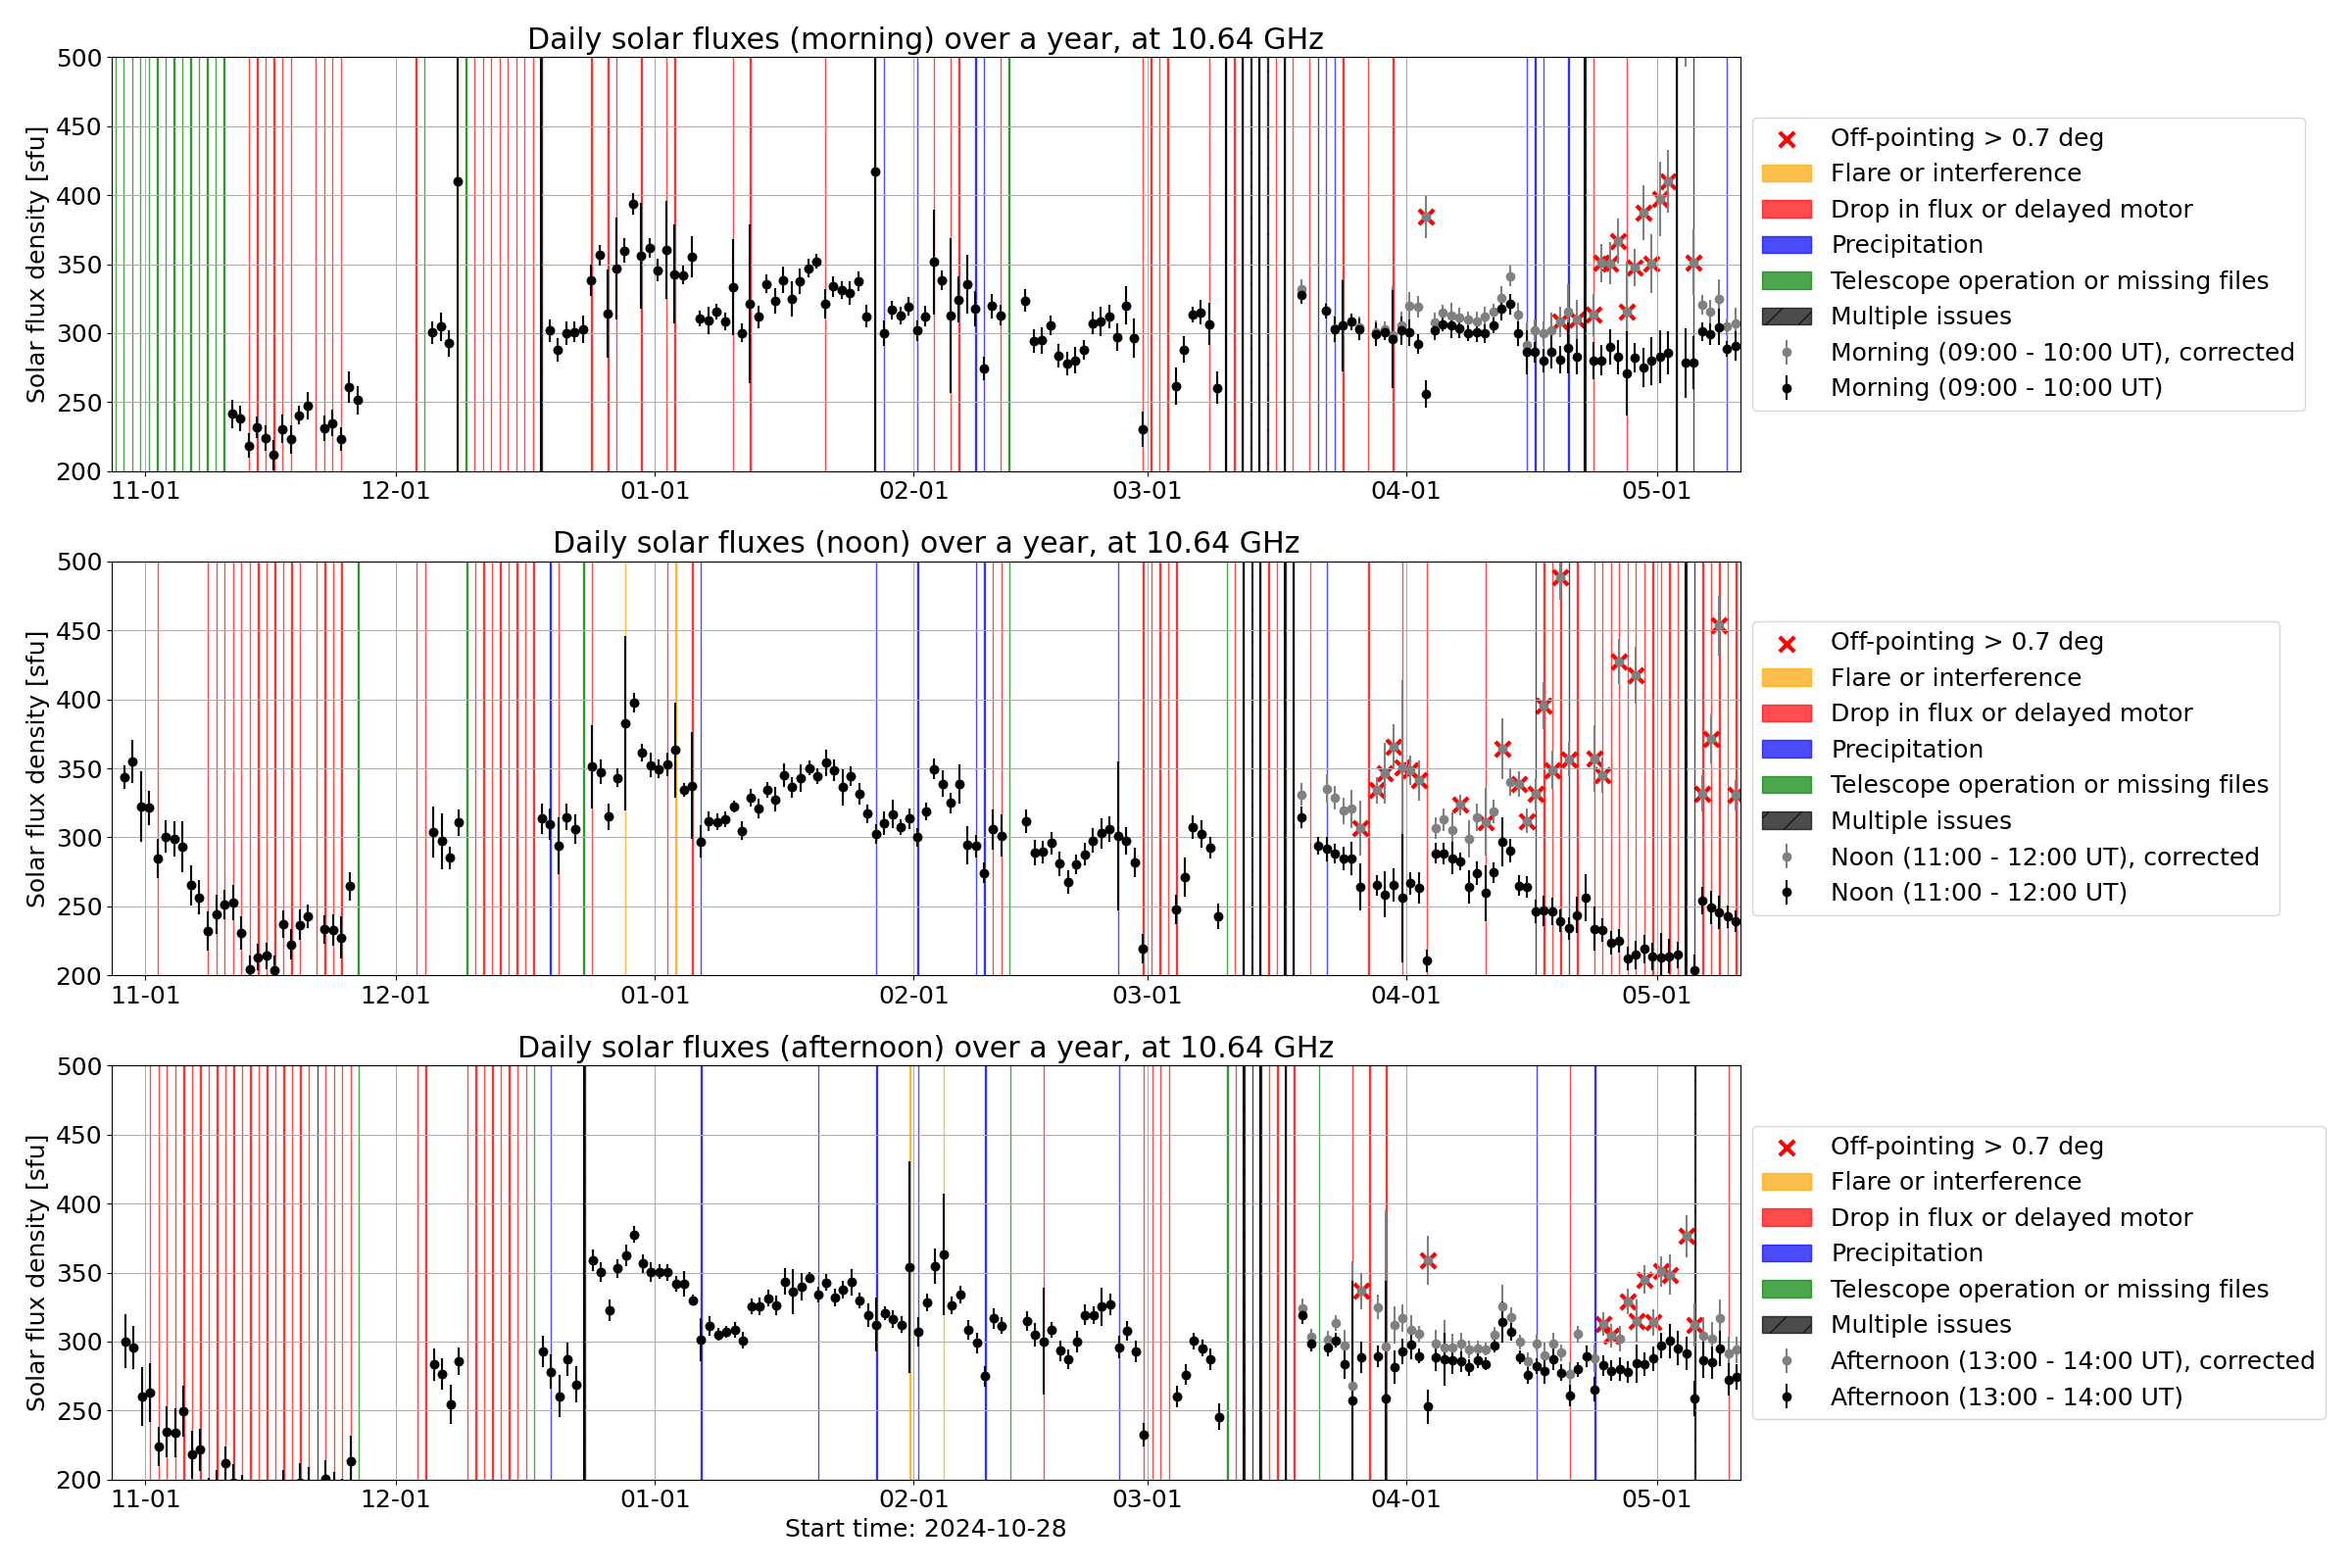 Daily solar fluxes (morning) over a year, at 10.64 GHz
Solar flux density [sfu]
500
450
400
350
300
250
200
11-01 12-01 01-01 02-01 03-01 04-01 05-01
Off-pointing > 0.7 deg
Flare or interference
Drop in flux or delayed motor
Precipitation
Telescope operation or missing files
Multiple issues
Morning (09:00 - 10:00 UT), corrected
Morning (09:00 - 10:00 UT)
Daily solar fluxes (noon) over a year, at 10.64 GHz
Solar flux density [sfu]
500
450
400
350
300
250
200
11-01 12-01 01-01 02-01 03-01 04-01 05-01
Off-pointing > 0.7 deg
Flare or interference
Drop in flux or delayed motor
Precipitation
Telescope operation or missing files
Multiple issues
Noon (11:00 - 12:00 UT), corrected
Noon (11:00 - 12:00 UT)
Daily solar fluxes (afternoon) over a year, at 10.64 GHz
Solar flux density [sfu]
500
450
400
350
300
250
200
11-01 12-01 01-01 02-01 03-01 04-01 05-01
Start time: 2024-10-28
Off-pointing > 0.7 deg
Flare or interference
Drop in flux or delayed motor
Precipitation
Telescope operation or missing files
Multiple issues
Afternoon (13:00 - 14:00 UT), corrected
Afternoon (13:00 - 14:00 UT)